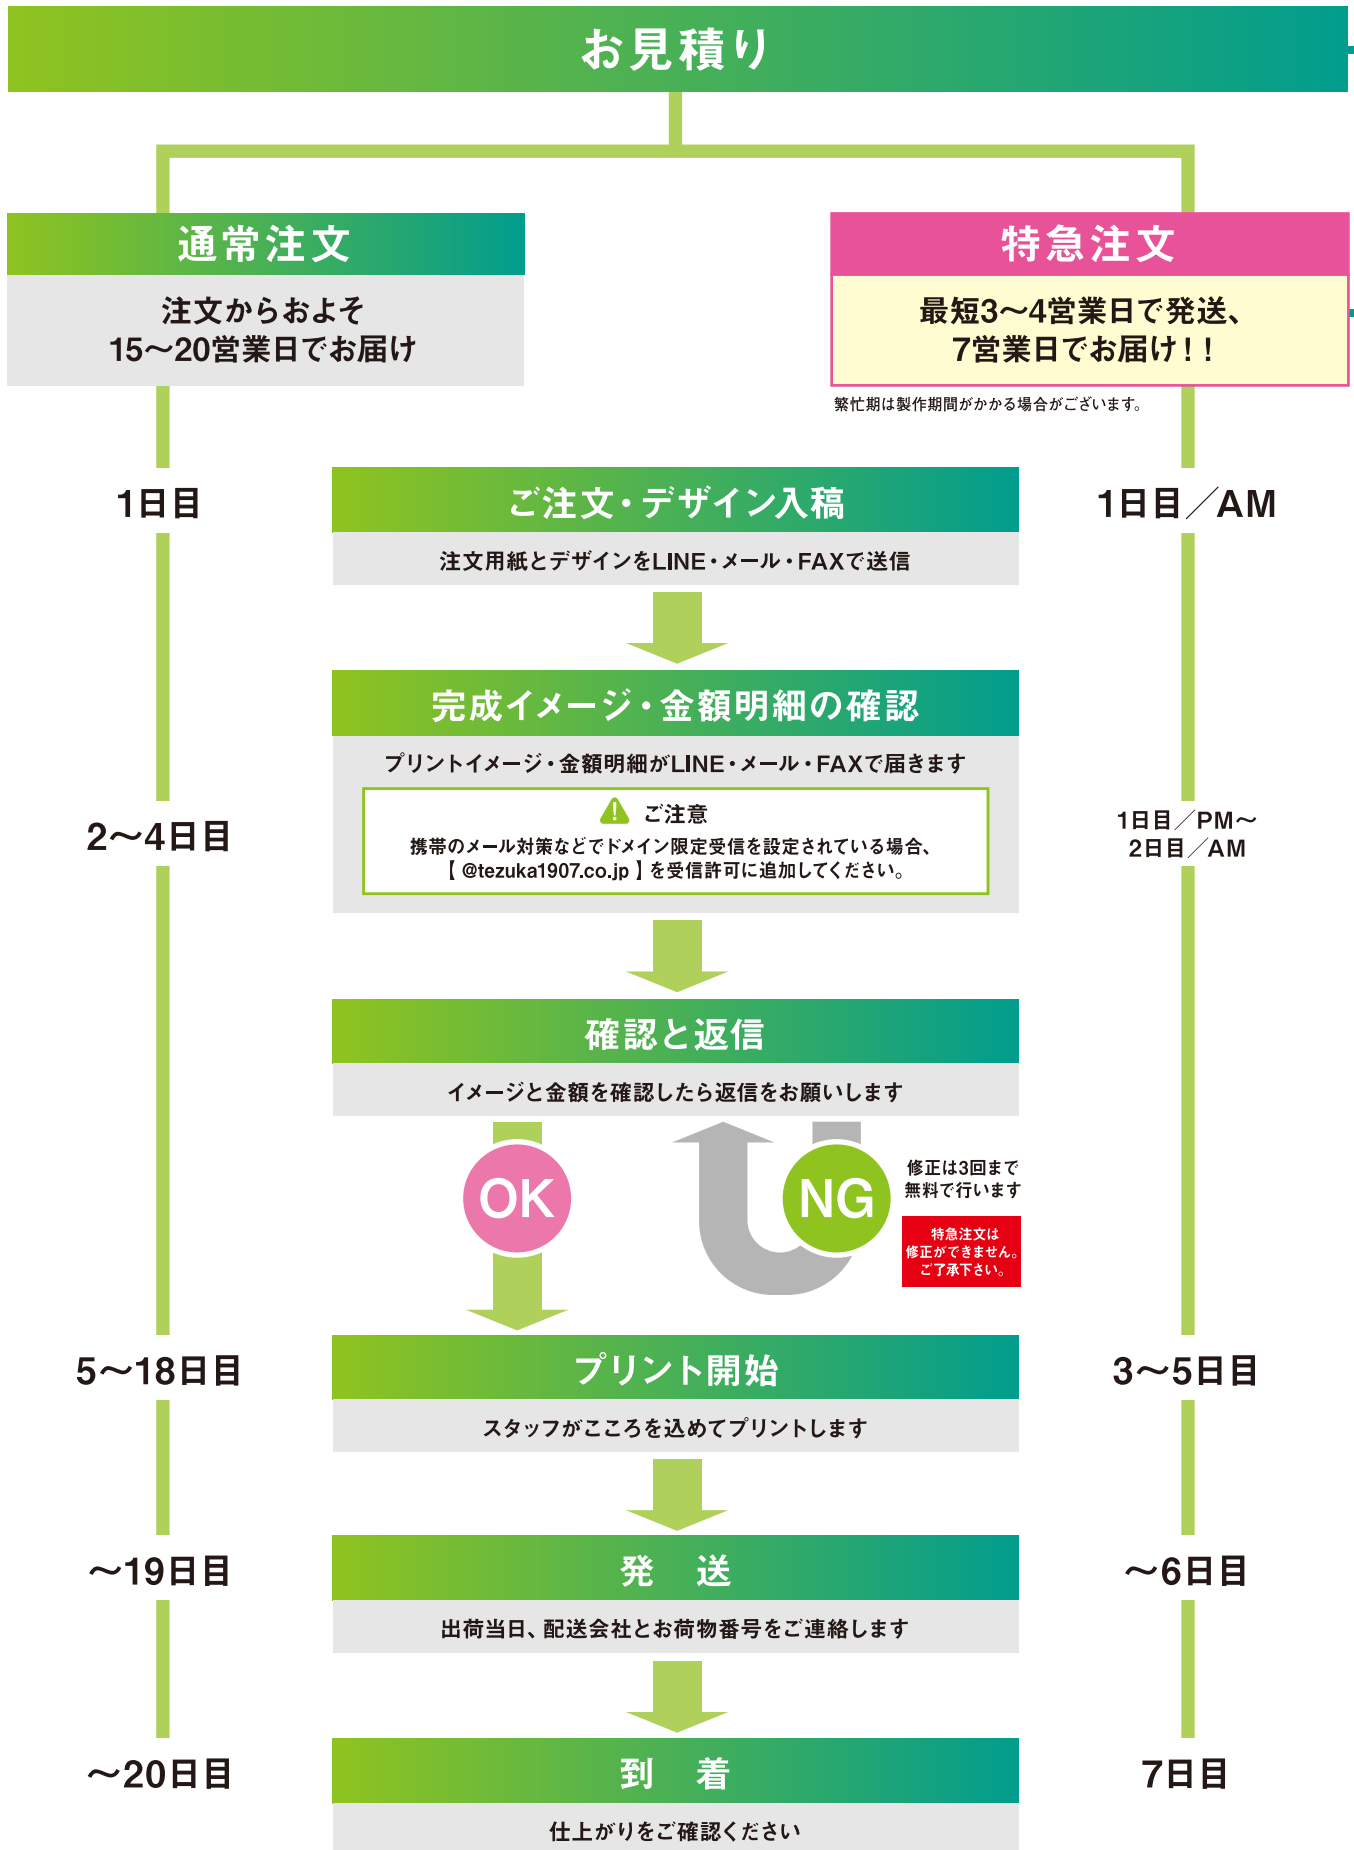 お見積り
通常注文
注文からおよそ
15〜20営業日でお届け
特急注文
最短3〜4営業日で発送、
7営業日でお届け！！
繁忙期は製作期間がかかる場合がございます。
1日目
ご注文・デザイン入稿
1日目／AM
注文用紙とデザインをLINE・メール・FAXで送信
完成イメージ・金額明細の確認
プリントイメージ・金額明細がLINE・メール・FAXで届きます
2〜4日目
ご注意
携帯のメール対策などでドメイン限定受信を設定されている場合、
【 @tezuka1907.co.jp 】を受信許可に追加してください。
1日目／PM〜
2日目／AM
確認と返信
イメージと金額を確認したら返信をお願いします
OK
NG
修正は3回まで
無料で行います
特急注文は
修正ができません。
ご了承下さい。
5〜18日目
プリント開始
3〜5日目
スタッフがこころを込めてプリントします
〜19日目
発　送
〜6日目
出荷当日、配送会社とお荷物番号をご連絡します
〜20日目
到　着
7日目
仕上がりをご確認ください